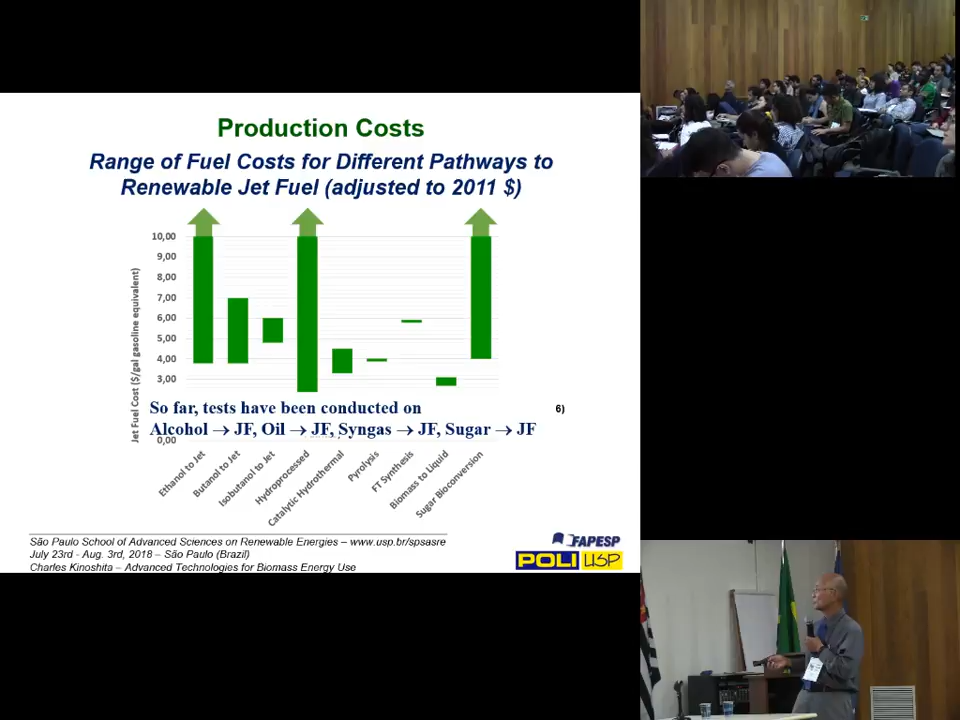 Production Costs
Range of Fuel Costs for Different Pathways to
Renewable Jet Fuel (adjusted to 2011 $)
Jet Fuel Cost ($/gal gasoline equivalent)
10,00
9,00
8,00
7,00
6,00
5,00
4,00
3,00
So far, tests have been conducted on
Alcohol → JF, Oil → JF, Syngas → JF, Sugar → JF
6)
0,00
Ethanol to Jet
Butanol to Jet
Isobutanol to Jet
Hydroprocessed
Catalytic Hydrothermal
Pyrolysis
FT Synthesis
Biomass to Liquid
Sugar Bioconversion
São Paulo School of Advanced Sciences on Renewable Energies – www.usp.br/spsasre
July 23rd - Aug. 3rd, 2018 – São Paulo (Brazil)
Charles Kinoshita – Advanced Technologies for Biomass Energy Use
FAPESP
POLI USP